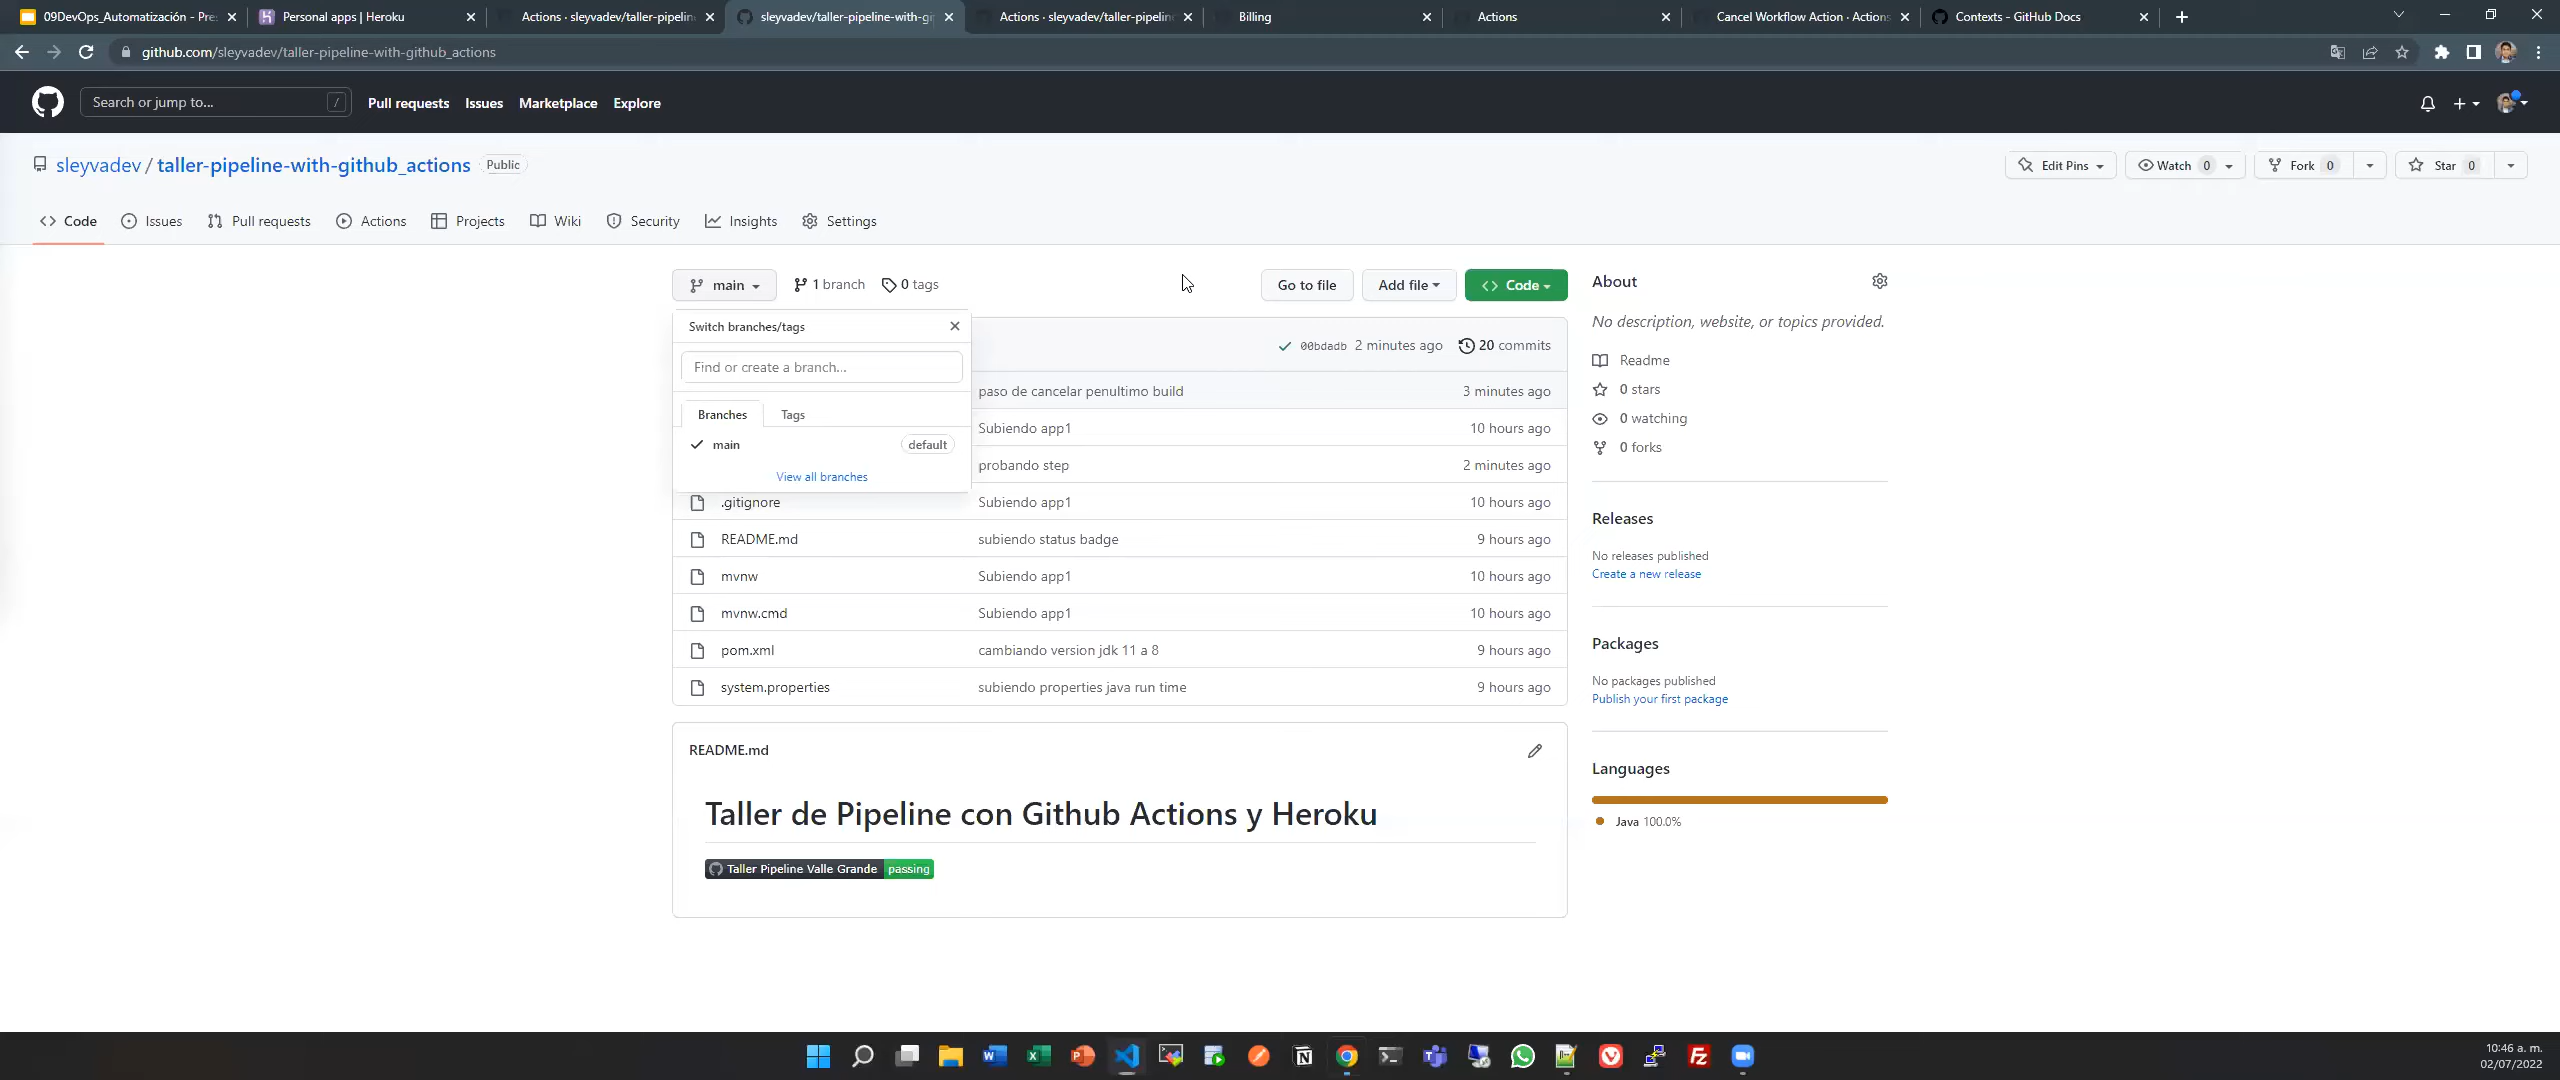 09DevOps_Automatización - Pre
Personal apps | Heroku
Actions · sleyvadev/taller-pipelin
sleyvadev/taller-pipeline-with-gi
Actions · sleyvadev/taller-pipelin
Billing
Actions
Cancel Workflow Action · Actions
Contexts - GitHub Docs
github.com/sleyvadev/taller-pipeline-with-github_actions
Search or jump to...
/
Pull requests
Issues
Marketplace
Explore
sleyvadev / taller-pipeline-with-github_actions
Public
Edit Pins
Watch 0
Fork 0
Star 0
Code
Issues
Pull requests
Actions
Projects
Wiki
Security
Insights
Settings
main
1 branch
0 tags
Go to file
Add file
Code
Switch branches/tags
Find or create a branch...
Branches
Tags
main
default
View all branches
00bdadb 2 minutes ago
20 commits
paso de cancelar penultimo build
3 minutes ago
Subiendo app1
10 hours ago
probando step
2 minutes ago
.gitignore
Subiendo app1
10 hours ago
README.md
subiendo status badge
9 hours ago
mvnw
Subiendo app1
10 hours ago
mvnw.cmd
Subiendo app1
10 hours ago
pom.xml
cambiando version jdk 11 a 8
9 hours ago
system.properties
subiendo properties java run time
9 hours ago
README.md
Taller de Pipeline con Github Actions y Heroku
Taller Pipeline Valle Grande passing
About
No description, website, or topics provided.
Readme
0 stars
0 watching
0 forks
Releases
No releases published
Create a new release
Packages
No packages published
Publish your first package
Languages
Java 100.0%
10:46 a. m.
02/07/2022